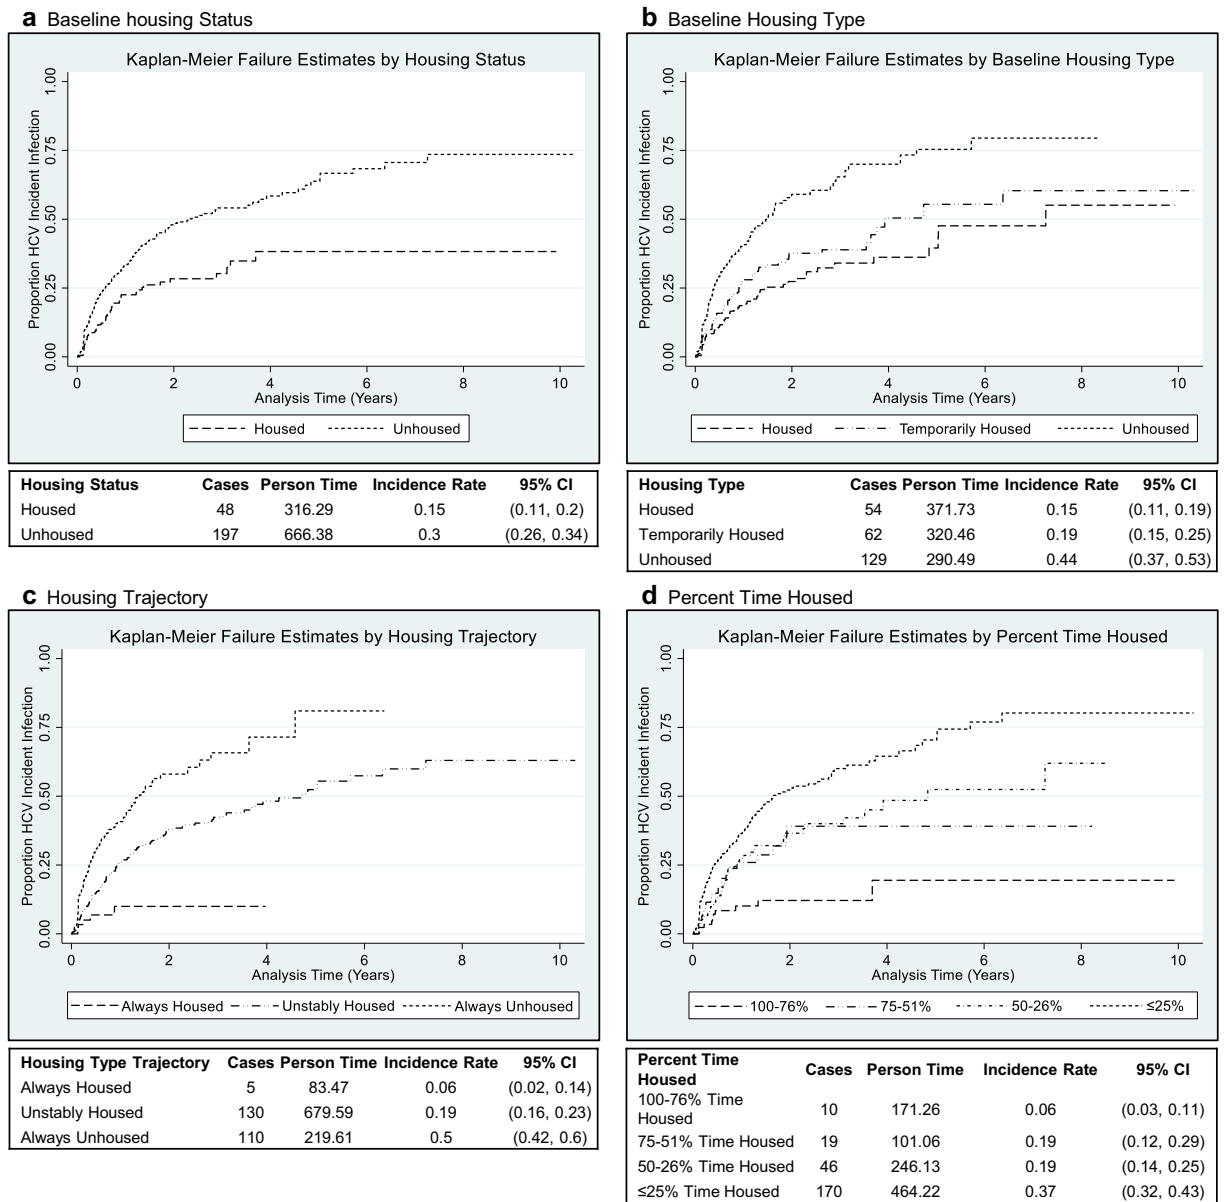 a Baseline housing Status
Kaplan-Meier Failure Estimates by Housing Status
Proportion HCV Incident Infection
1.00
0.75
0.50
0.25
0.00
0 2 4 6 8 10
Analysis Time (Years)
Housed Unhoused
Housing Status Cases Person Time Incidence Rate 95% CI
Housed 48 316.29 0.15 (0.11, 0.2)
Unhoused 197 666.38 0.3 (0.26, 0.34)
b Baseline Housing Type
Kaplan-Meier Failure Estimates by Baseline Housing Type
Proportion HCV Incident Infection
1.00
0.75
0.50
0.25
0.00
0 2 4 6 8 10
Analysis Time (Years)
Housed Temporarily Housed Unhoused
Housing Type Cases Person Time Incidence Rate 95% CI
Housed 54 371.73 0.15 (0.11, 0.19)
Temporarily Housed 62 320.46 0.19 (0.15, 0.25)
Unhoused 129 290.49 0.44 (0.37, 0.53)
c Housing Trajectory
Kaplan-Meier Failure Estimates by Housing Trajectory
Proportion HCV Incident Infection
1.00
0.75
0.50
0.25
0.00
0 2 4 6 8 10
Analysis Time (Years)
Always Housed Unstably Housed Always Unhoused
Housing Type Trajectory Cases Person Time Incidence Rate 95% CI
Always Housed 5 83.47 0.06 (0.02, 0.14)
Unstably Housed 130 679.59 0.19 (0.16, 0.23)
Always Unhoused 110 219.61 0.5 (0.42, 0.6)
d Percent Time Housed
Kaplan-Meier Failure Estimates by Percent Time Housed
Proportion HCV Incident Infection
1.00
0.75
0.50
0.25
0.00
0 2 4 6 8 10
Analysis Time (Years)
100-76% 75-51% 50-26% ≤25%
Percent Time
Housed Cases Person Time Incidence Rate 95% CI
100-76% Time
Housed 10 171.26 0.06 (0.03, 0.11)
75-51% Time Housed 19 101.06 0.19 (0.12, 0.29)
50-26% Time Housed 46 246.13 0.19 (0.14, 0.25)
≤25% Time Housed 170 464.22 0.37 (0.32, 0.43)